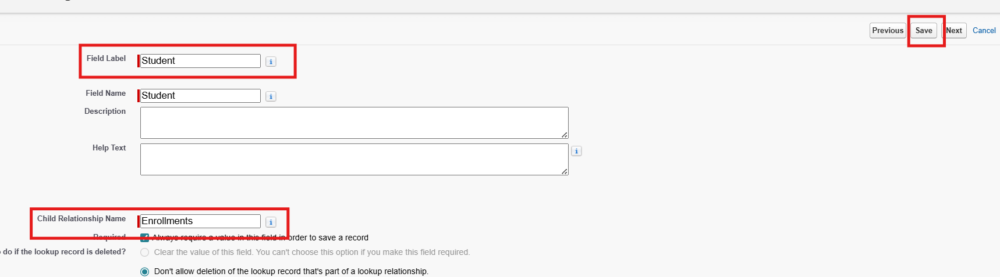 Previous Save Next Cancel
Field Label Student
Field Name Student
Description
Help Text
Child Relationship Name Enrollments
Required Always require a value in this field in order to save a record
do if the lookup record is deleted? Clear the value of this field. You can't choose this option if you make this field required.
Don't allow deletion of the lookup record that's part of a lookup relationship.